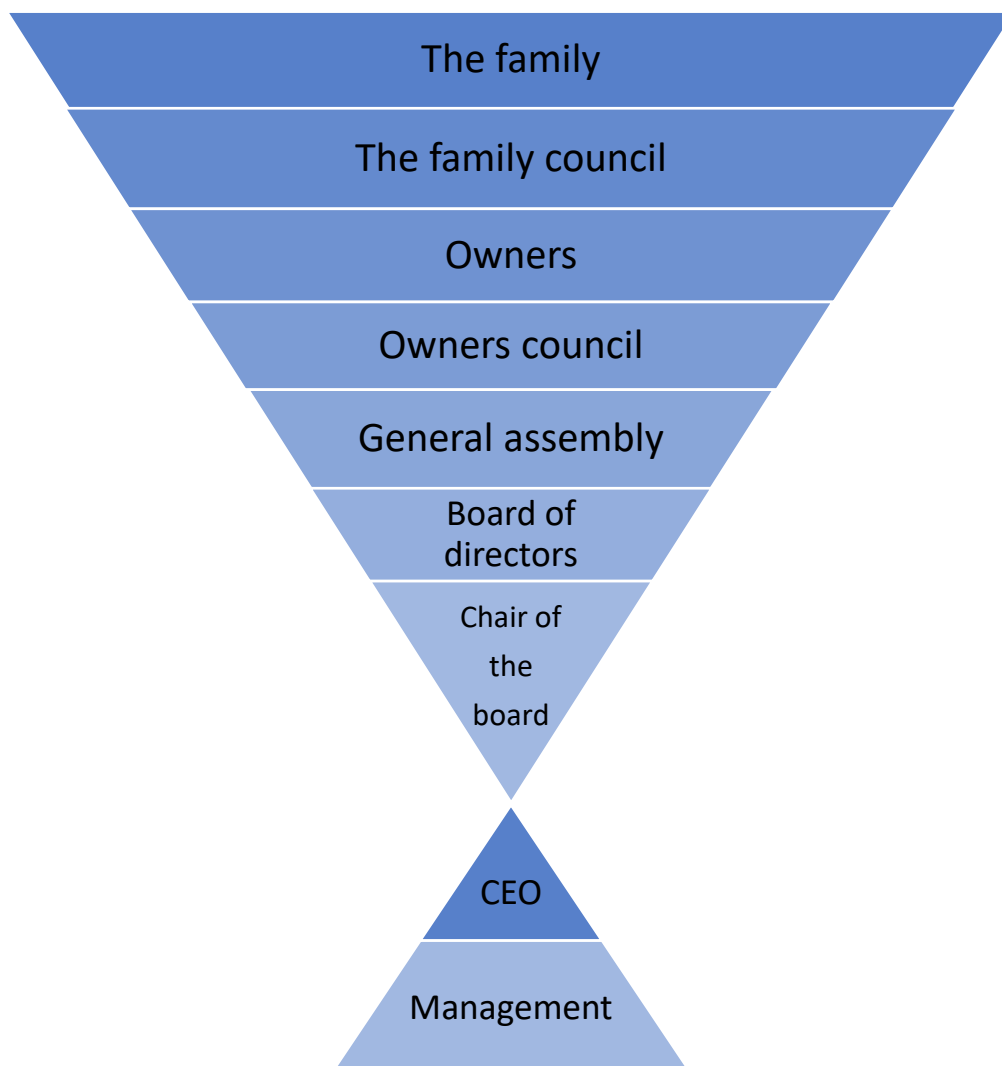 The family
The family council
Owners
Owners council
General assembly
Board of
directors
Chair of
the
board
CEO
Management